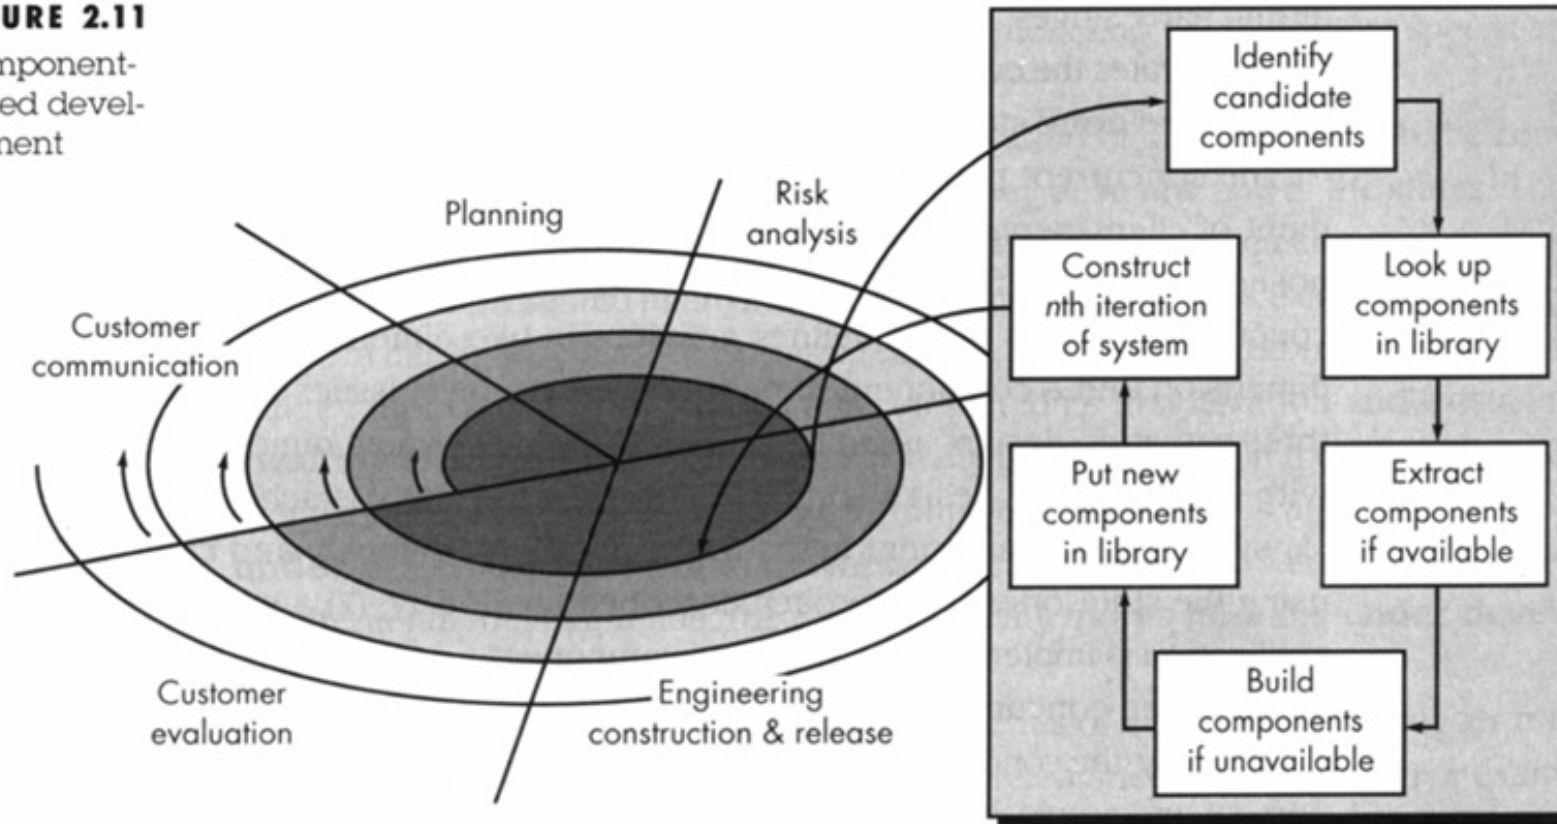 URE 2.11
mponent-
ed devel-
ment
Planning
Risk
analysis
Customer
communication
Customer
evaluation
Engineering
construction & release
Identify
candidate
components
Look up
components
in library
Extract
components
if available
Build
components
if unavailable
Put new
components
in library
Construct
nth iteration
of system